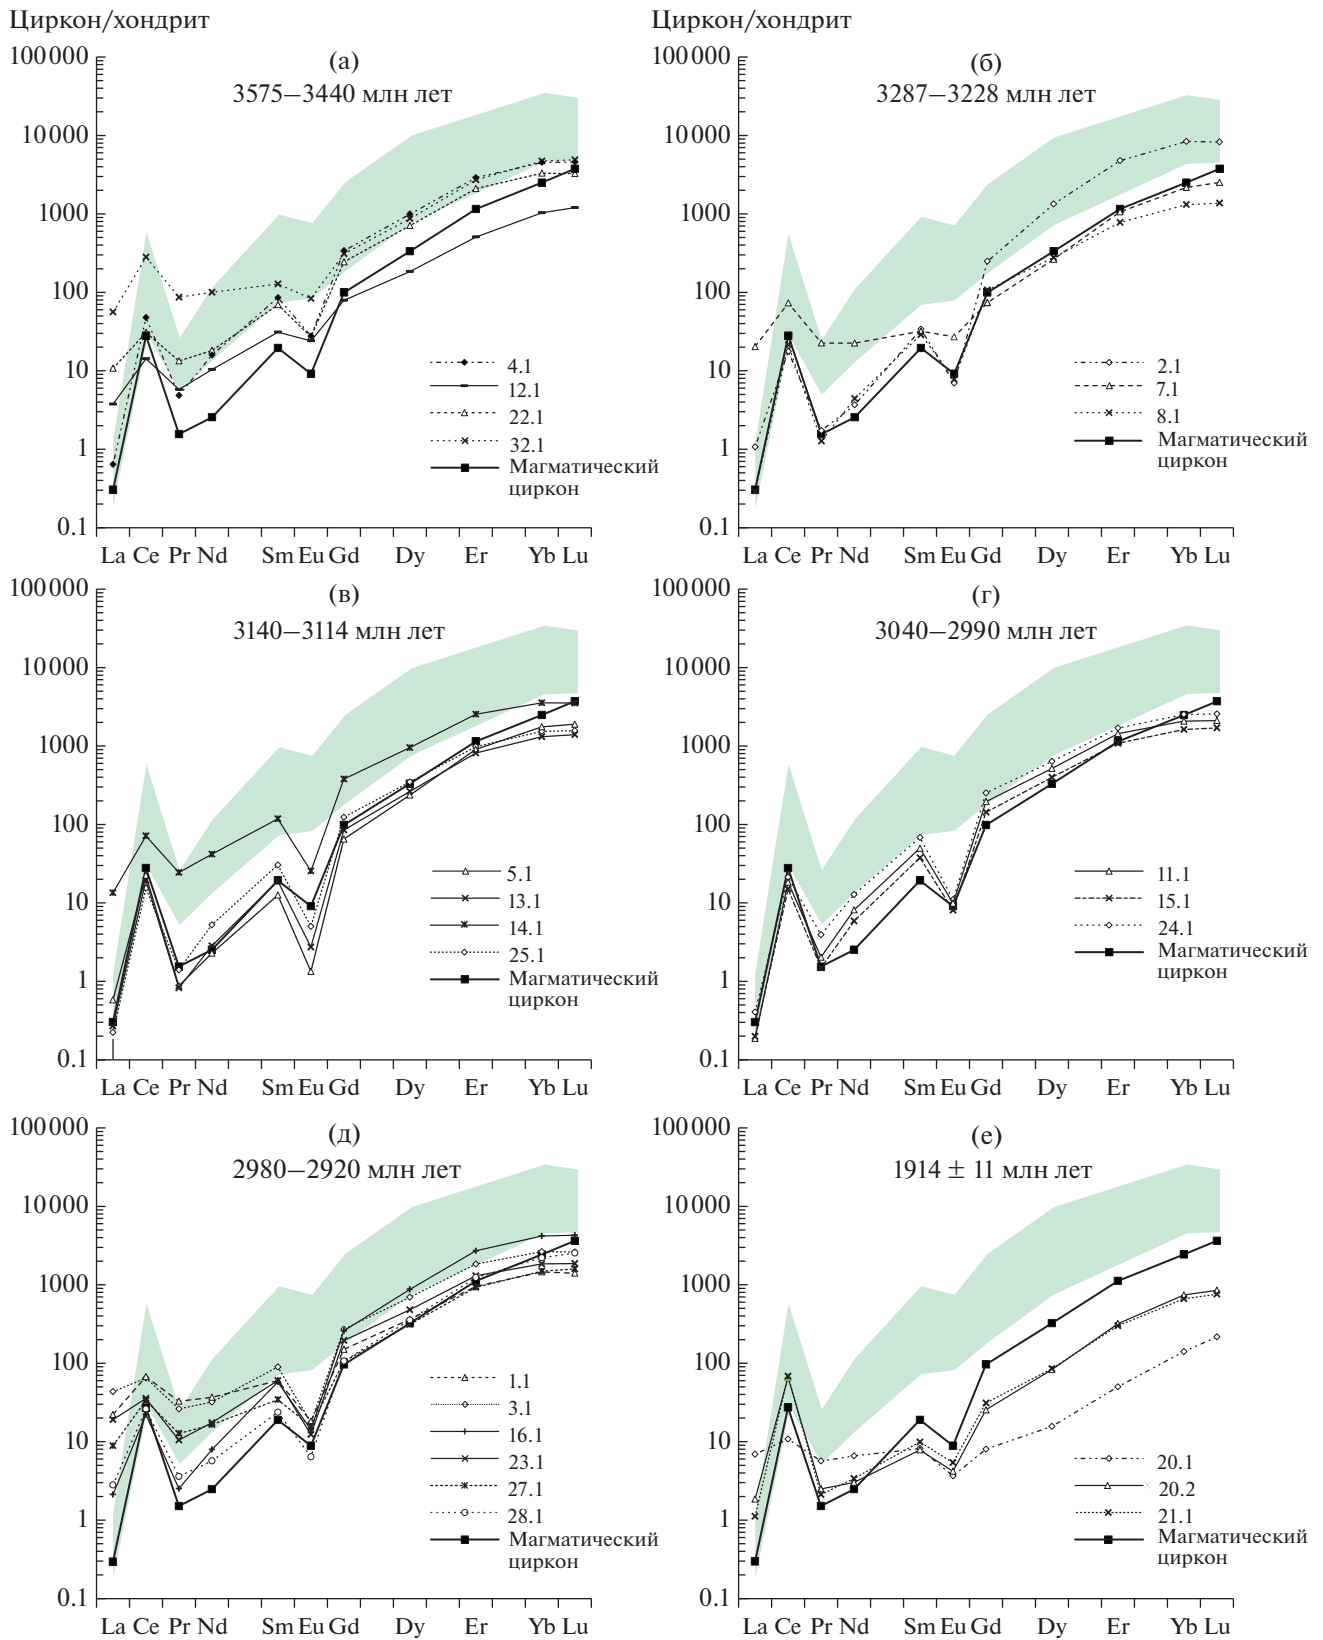 Циркон/хондрит
(а)
3575–3440 млн лет
100000
10000
1000
100
10
1
0.1
4.1
12.1
22.1
32.1
Магматический
циркон
La Ce Pr Nd Sm Eu Gd Dy Er Yb Lu
Циркон/хондрит
(б)
3287–3228 млн лет
100000
10000
1000
100
10
1
0.1
2.1
7.1
8.1
Магматический
циркон
La Ce Pr Nd Sm Eu Gd Dy Er Yb Lu
(в)
3140–3114 млн лет
100000
10000
1000
100
10
1
0.1
5.1
13.1
14.1
25.1
Магматический
циркон
La Ce Pr Nd Sm Eu Gd Dy Er Yb Lu
(г)
3040–2990 млн лет
100000
10000
1000
100
10
1
0.1
11.1
15.1
24.1
Магматический
циркон
La Ce Pr Nd Sm Eu Gd Dy Er Yb Lu
(д)
2980–2920 млн лет
100000
10000
1000
100
10
1
0.1
1.1
3.1
16.1
23.1
27.1
28.1
Магматический
циркон
La Ce Pr Nd Sm Eu Gd Dy Er Yb Lu
(е)
1914 ± 11 млн лет
100000
10000
1000
100
10
1
0.1
20.1
20.2
21.1
Магматический
циркон
La Ce Pr Nd Sm Eu Gd Dy Er Yb Lu